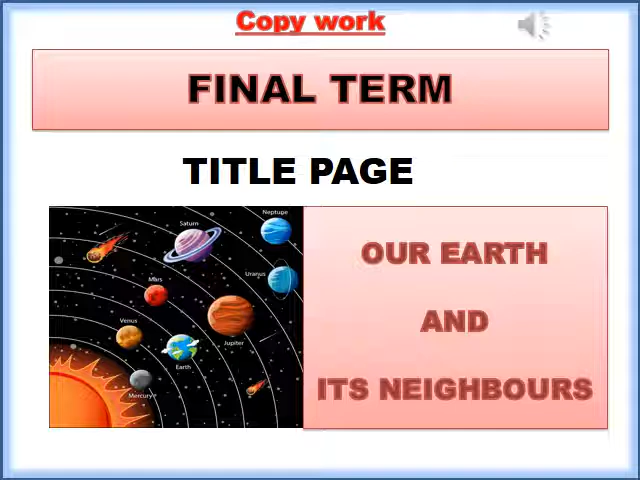 Copy work
FINAL TERM
TITLE PAGE
Neptune
Saturn
Uranus
Mars
Venus
Jupiter
Earth
Mercury
OUR EARTH
AND
ITS NEIGHBOURS